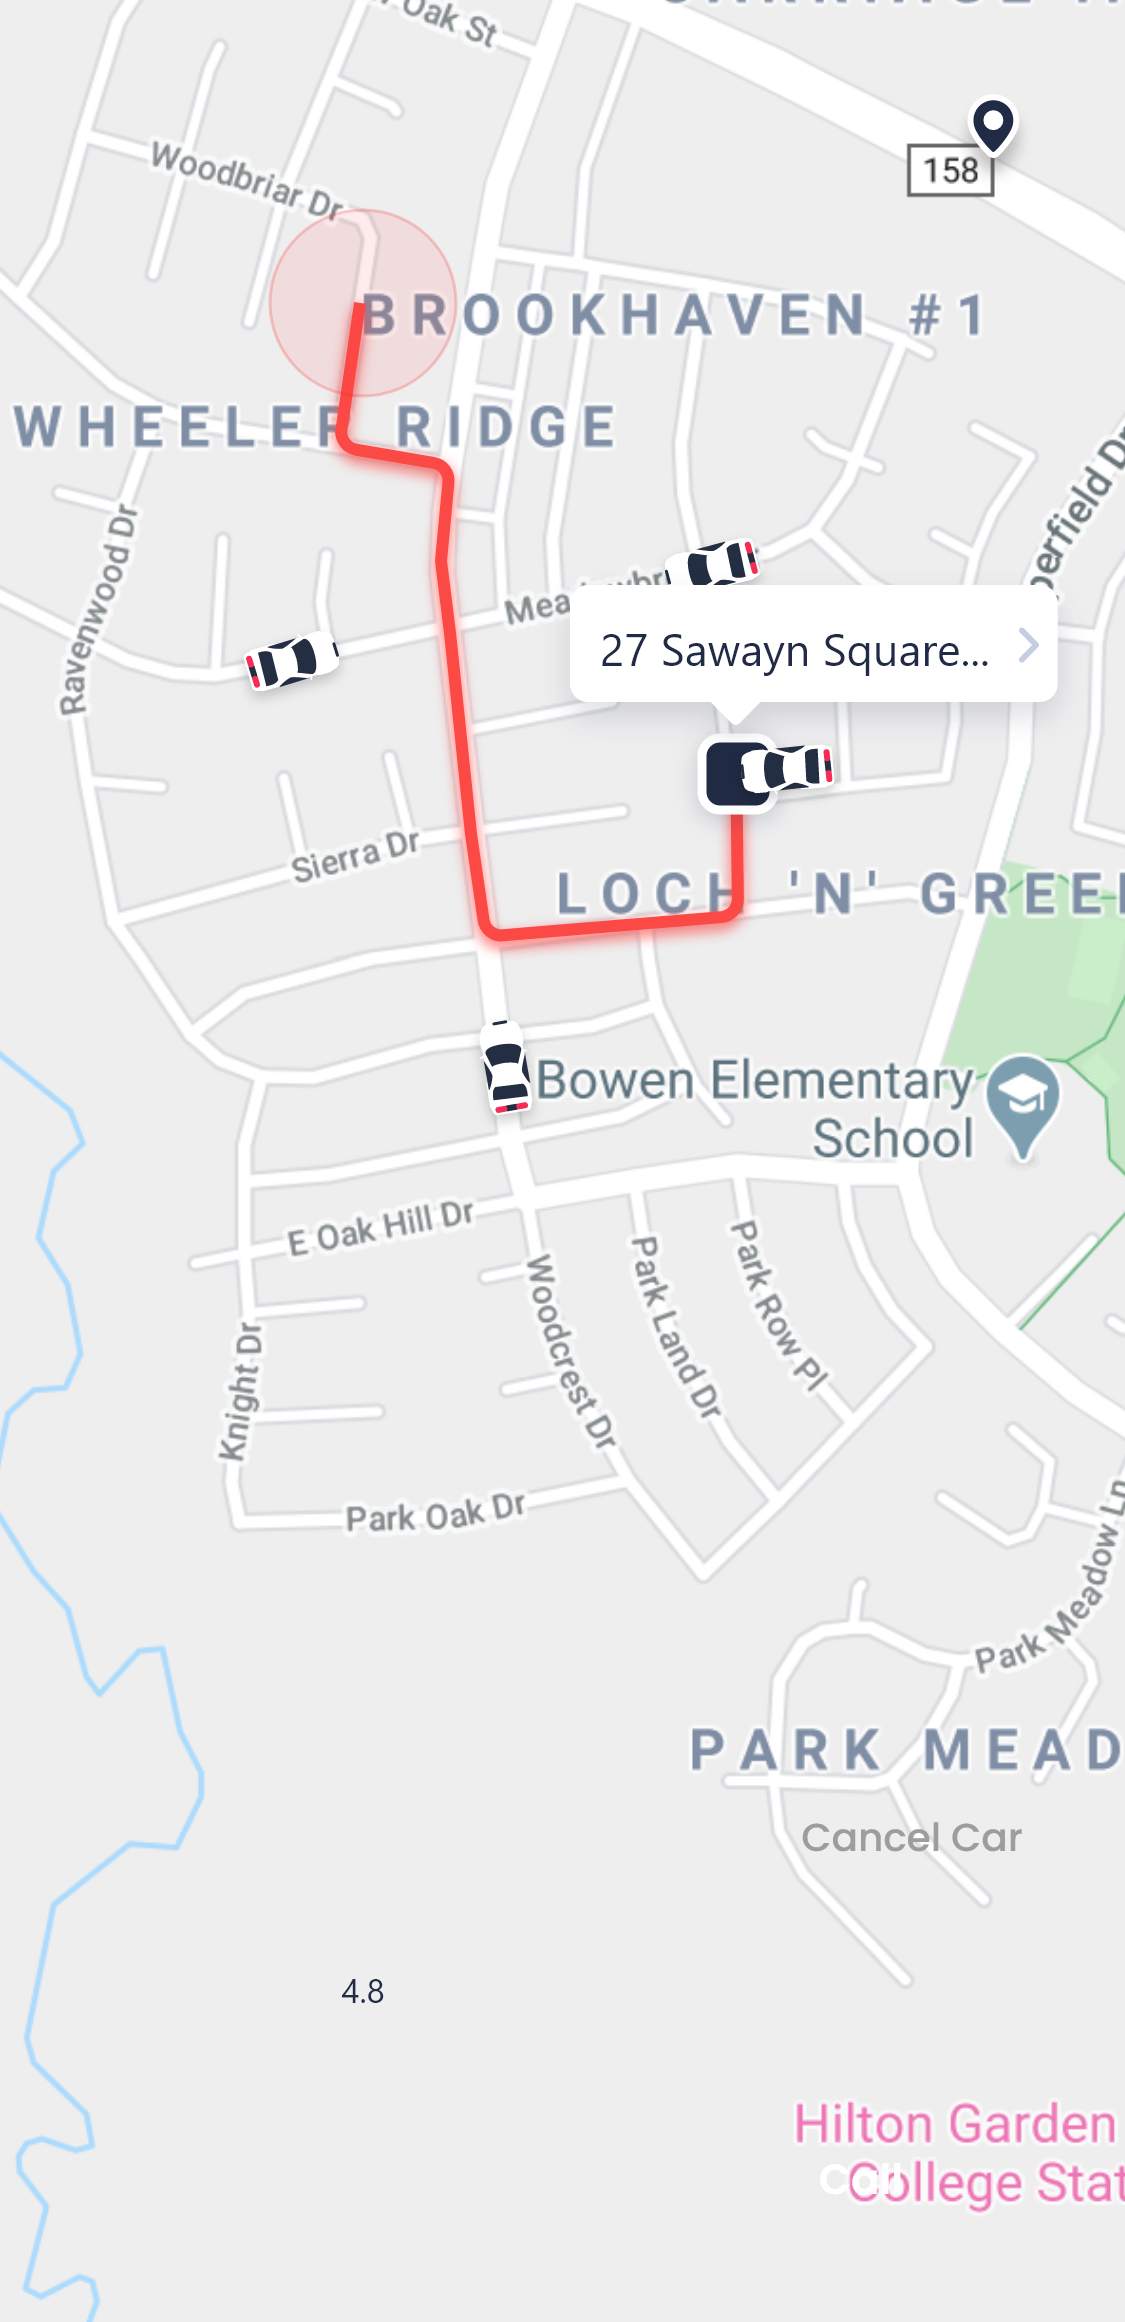 Oak St
Woodbriar Dr
158
BROOKHAVEN #1
WHEELER RIDGE
Ravenwood Dr
27 Sawayn Square...
Sierra Dr
LOCH 'N' GREE
Bowen Elementary
School
E Oak Hill Dr
Woodcrest Dr
Park Land Dr
Park Row Pl
Knight Dr
Park Oak Dr
Park Meadow Ln
PARK MEAD
Cancel Car
4.8
Hilton Garden
College Stat
Call